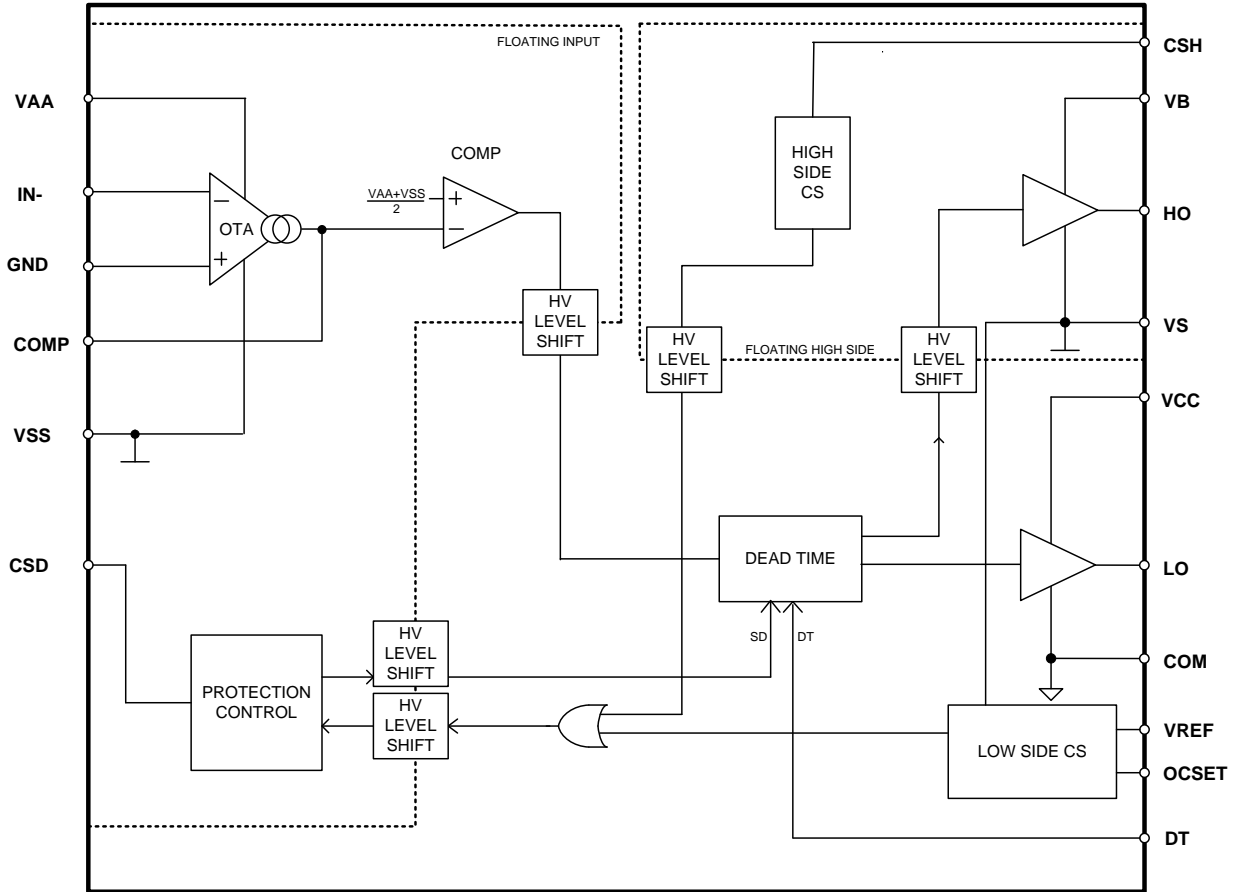 FLOATING INPUT
CSH
VAA
VB
COMP
HIGH
SIDE
CS
IN-
−
OTA
+
VAA+VSS
2
+
−
HO
GND
HV
LEVEL
SHIFT
COMP
HV
LEVEL
SHIFT
FLOATING HIGH SIDE
HV
LEVEL
SHIFT
VS
VCC
VSS
CSD
DEAD TIME
LO
SD
DT
HV
LEVEL
SHIFT
COM
PROTECTION
CONTROL
HV
LEVEL
SHIFT
LOW SIDE CS
VREF
OCSET
DT